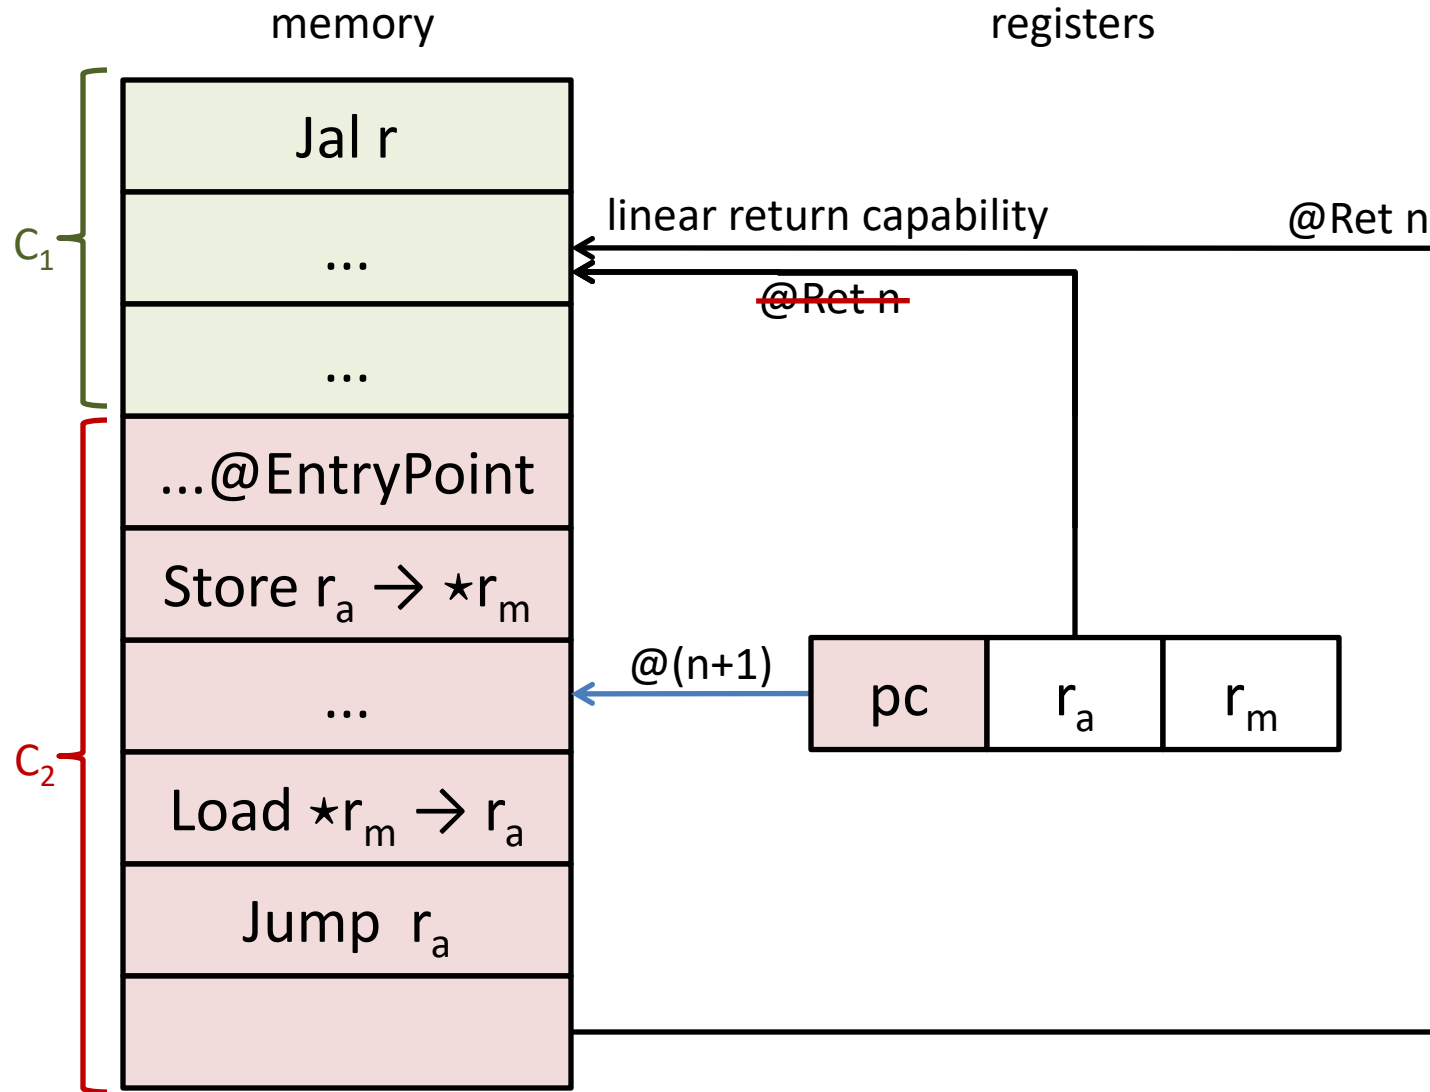 memory
registers
Jal r
linear return capability
@Ret n
C₁
...
@Ret n
...
...@EntryPoint
Store rₐ → ⋆rₘ
@(n+1)
...
pc
rₐ
rₘ
C₂
Load ⋆rₘ → rₐ
Jump rₐ